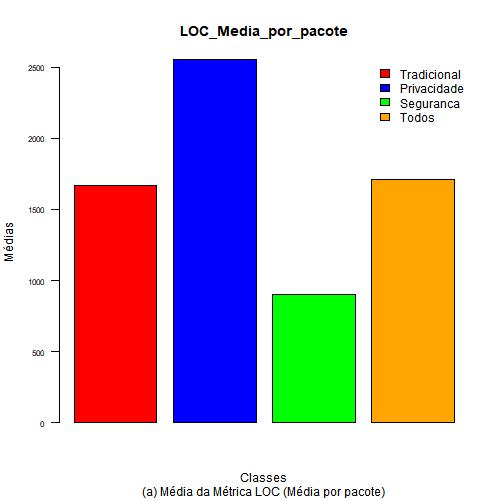 LOC_Media_por_pacote
Tradicional
Privacidade
Seguranca
Todos
Médias
2500
2000
1500
1000
500
0
Classes
(a) Média da Métrica LOC (Média por pacote)